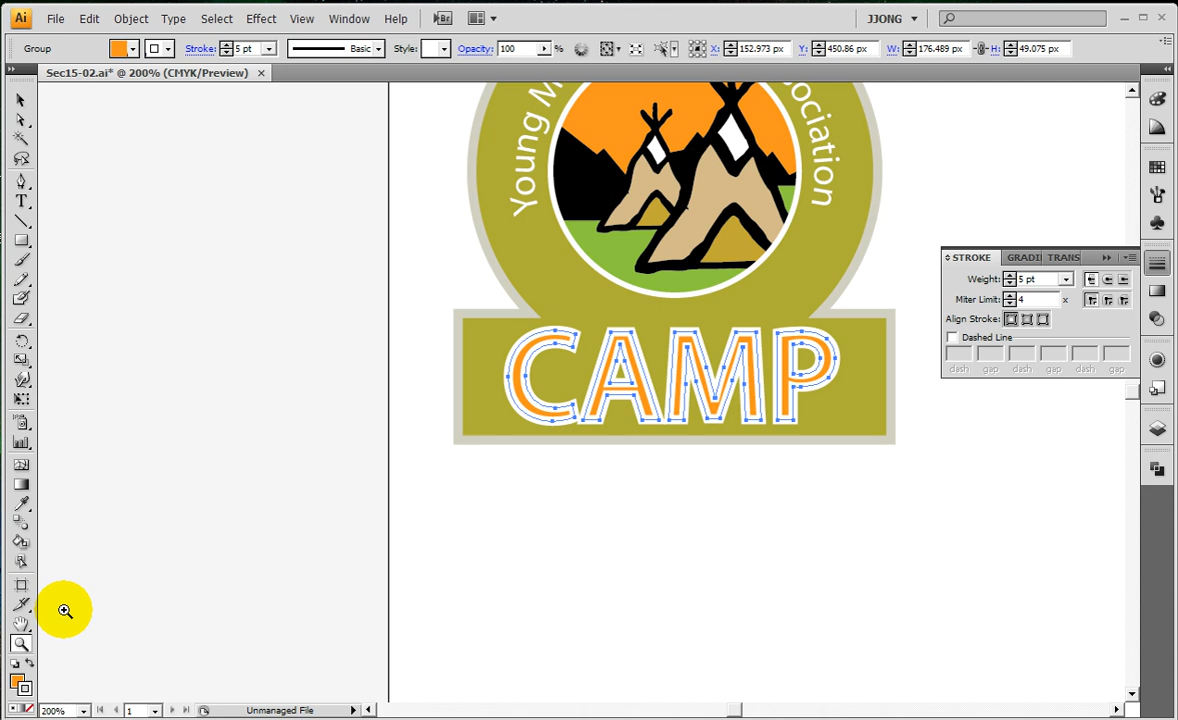 Ai File Edit Object Type Select Effect View Window Help Br JJONG
Group Stroke: 5 pt Basic Style: Opacity: 100 % X: 152.973 px Y: 450.86 px W: 176.489 px H: 49.075 px
Sec15-02.ai* @ 200% (CMYK/Preview)
Young M
sociation
CAMP
STROKE GRADI TRANS
Weight: 5 pt
Miter Limit: 4 x
Align Stroke:
Dashed Line
dash gap dash gap dash gap
200% 1 Unmanaged File